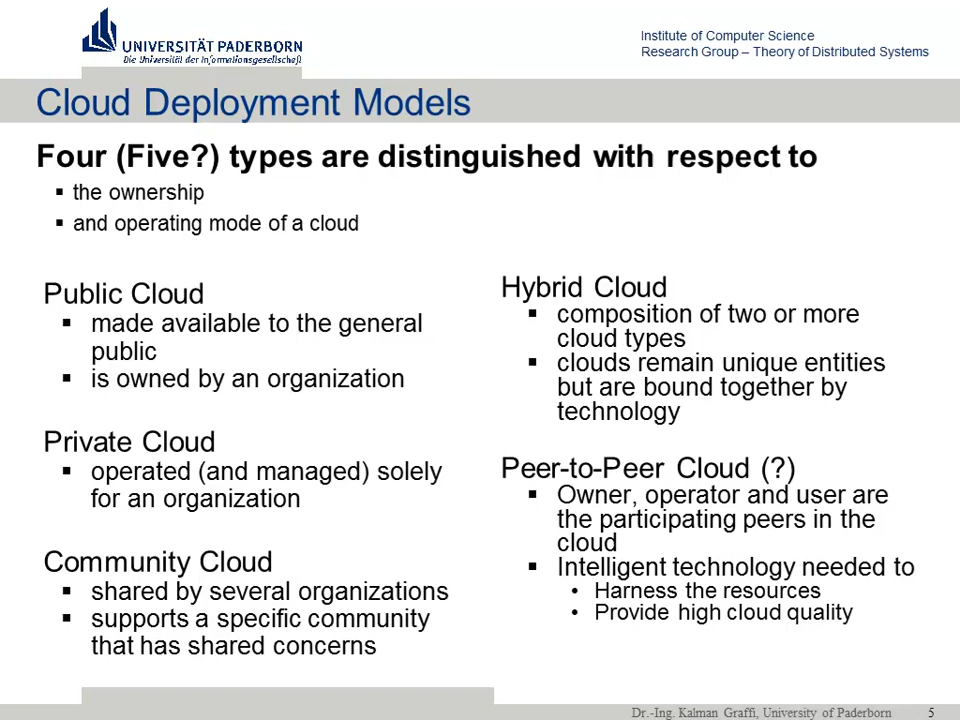 UNIVERSITÄT PADERBORN
Die Universität der Informationsgesellschaft
Institute of Computer Science
Research Group – Theory of Distributed Systems
Cloud Deployment Models
Four (Five?) types are distinguished with respect to
▪ the ownership
▪ and operating mode of a cloud
Public Cloud
▪ made available to the general
public
▪ is owned by an organization
Private Cloud
▪ operated (and managed) solely
for an organization
Community Cloud
▪ shared by several organizations
▪ supports a specific community
that has shared concerns
Hybrid Cloud
▪ composition of two or more
cloud types
▪ clouds remain unique entities
but are bound together by
technology
Peer-to-Peer Cloud (?)
▪ Owner, operator and user are
the participating peers in the
cloud
▪ Intelligent technology needed to
• Harness the resources
• Provide high cloud quality
Dr.-Ing. Kalman Graffi, University of Paderborn 5